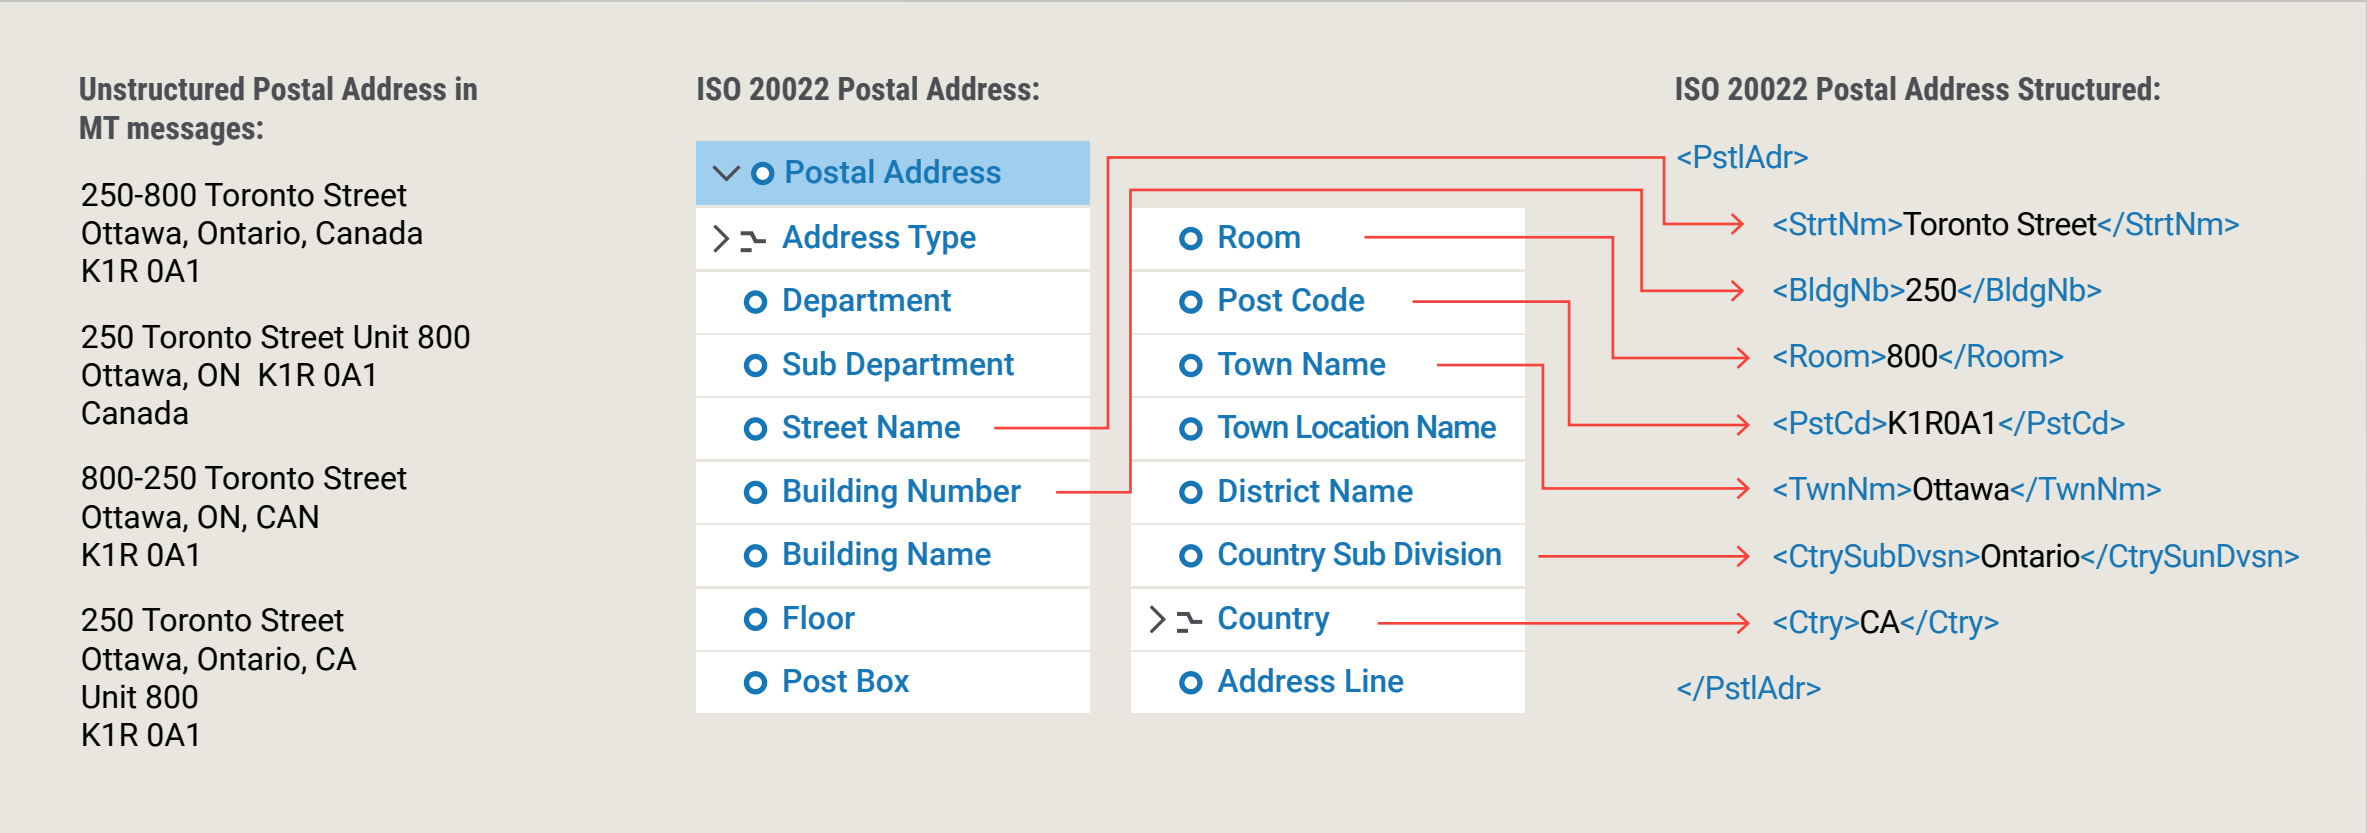 Unstructured Postal Address in
MT messages:
250-800 Toronto Street
Ottawa, Ontario, Canada
K1R 0A1
250 Toronto Street Unit 800
Ottawa, ON  K1R 0A1
Canada
800-250 Toronto Street
Ottawa, ON, CAN
K1R 0A1
250 Toronto Street
Ottawa, Ontario, CA
Unit 800
K1R 0A1
ISO 20022 Postal Address:
Postal Address
Address Type
Department
Sub Department
Street Name
Building Number
Building Name
Floor
Post Box
Room
Post Code
Town Name
Town Location Name
District Name
Country Sub Division
Country
Address Line
ISO 20022 Postal Address Structured:
<PstlAdr>
<StrtNm>Toronto Street</StrtNm>
<BldgNb>250</BldgNb>
<Room>800</Room>
<PstCd>K1R0A1</PstCd>
<TwnNm>Ottawa</TwnNm>
<CtrySubDvsn>Ontario</CtrySunDvsn>
<Ctry>CA</Ctry>
</PstlAdr>